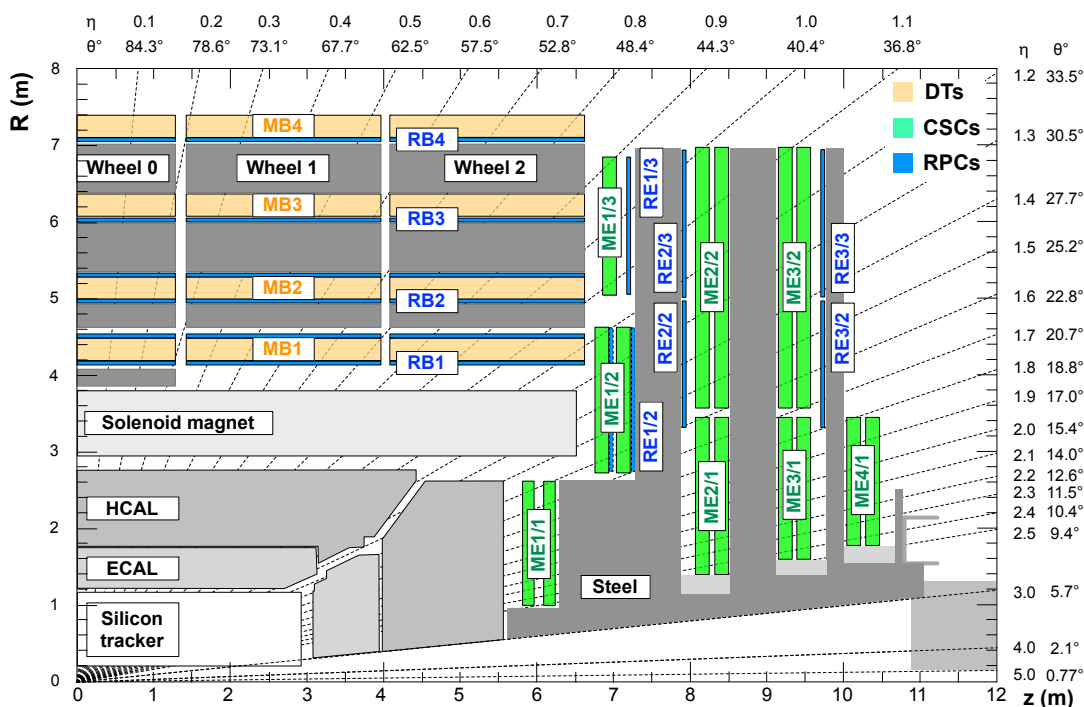 η 0.1 0.2 0.3 0.4 0.5 0.6 0.7 0.8 0.9 1.0 1.1
θ° 84.3° 78.6° 73.1° 67.7° 62.5° 57.5° 52.8° 48.4° 44.3° 40.4° 36.8° η θ°
R (m)
8
7
6
5
4
3
2
1
0
1.2 33.5°
1.3 30.5°
1.4 27.7°
1.5 25.2°
1.6 22.8°
1.7 20.7°
1.8 18.8°
1.9 17.0°
2.0 15.4°
2.1 14.0°
2.2 12.6°
2.3 11.5°
2.4 10.4°
2.5 9.4°
3.0 5.7°
4.0 2.1°
5.0 0.77°
DTs
CSCs
RPCs
MB4
RB4
Wheel 0 Wheel 1 Wheel 2
MB3
RB3
MB2
RB2
MB1
RB1
Solenoid magnet
HCAL
ECAL
Silicon
tracker
Steel
ME1/3
RE1/3
RE2/3
ME2/2
ME3/2
RE3/3
RE2/2
RE3/2
ME1/2
RE1/2
ME1/1
ME2/1
ME3/1
ME4/1
0 1 2 3 4 5 6 7 8 9 10 11 12
z (m)